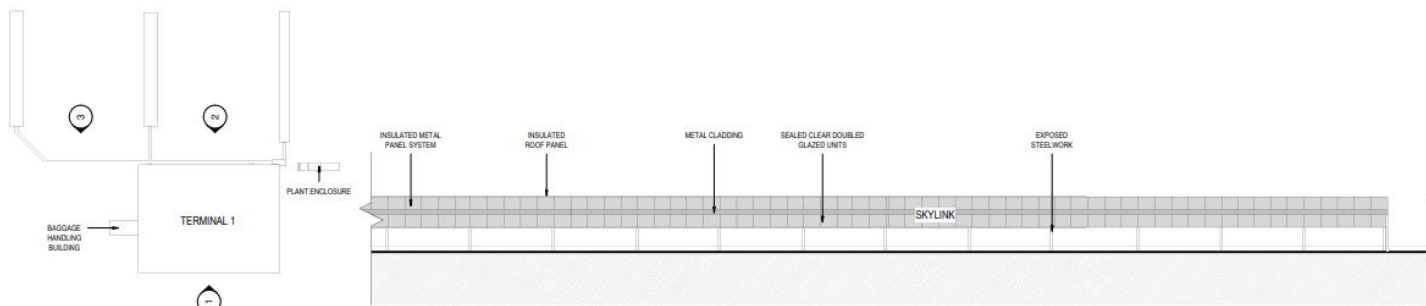 3
2
PLANT ENCLOSURE
TERMINAL 1
BAGGAGE
HANDLING
BUILDING
1
INSULATED METAL
PANEL SYSTEM
INSULATED
ROOF PANEL
METAL CLADDING
SEALED CLEAR DOUBLED
GLAZED UNITS
EXPOSED
STEELWORK
SKYLINK